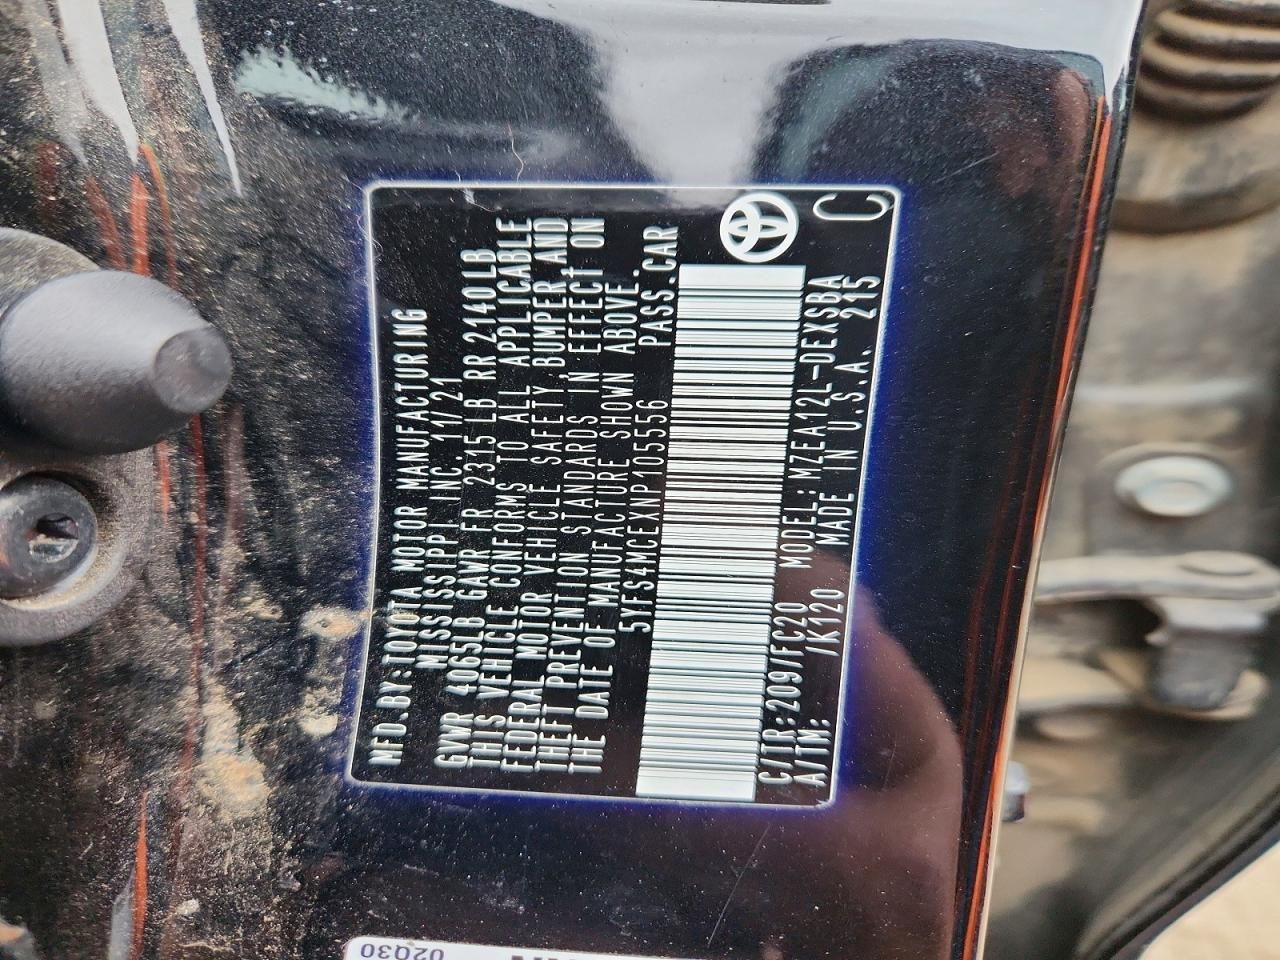 MFD.BY:TOYOTA MOTOR MANUFACTURING
MISSISSIPPI INC. 11/21
GVWR 4065LB GAWR FR 2315LB RR 2140LB
THIS VEHICLE CONFORMS TO ALL APPLICABLE
FEDERAL MOTOR VEHICLE SAFETY,BUMPER,AND
THEFT PREVENTION STANDARDS IN EFFECT ON
THE DATE OF MANUFACTURE SHOWN ABOVE.
5YFS4MCEXNP105556 PASS.CAR
C/TR:209/FC20 MODEL:MZEA12L-DEXSBA
A/TM: /K120 MADE IN U.S.A. 215
C
02Q30